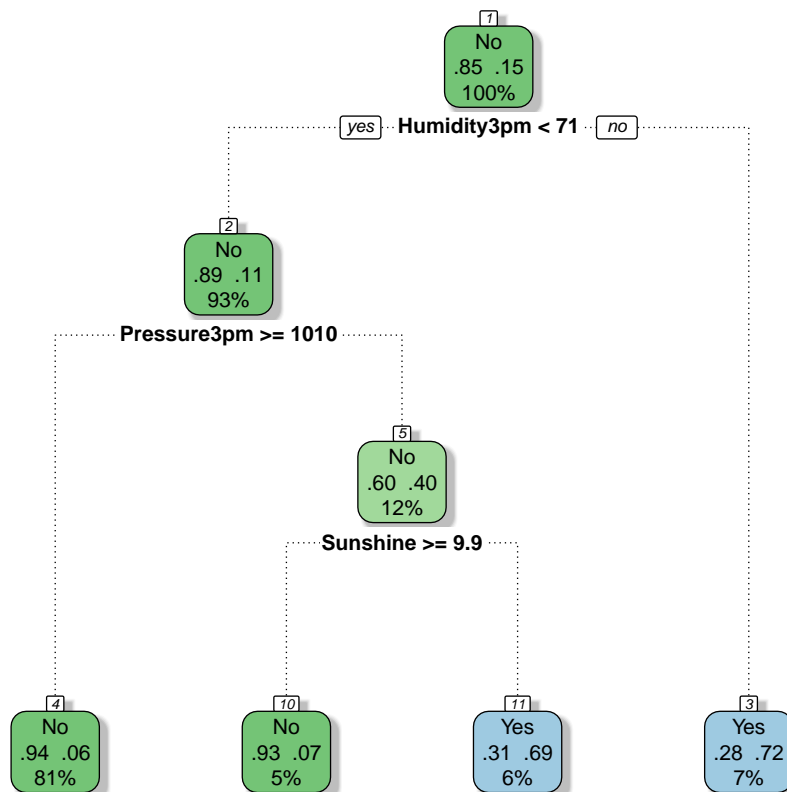 1
No
.85 .15
100%
yes Humidity3pm < 71 no
2
No
.89 .11
93%
Pressure3pm >= 1010
5
No
.60 .40
12%
Sunshine >= 9.9
4
No
.94 .06
81%
10
No
.93 .07
5%
11
Yes
.31 .69
6%
3
Yes
.28 .72
7%